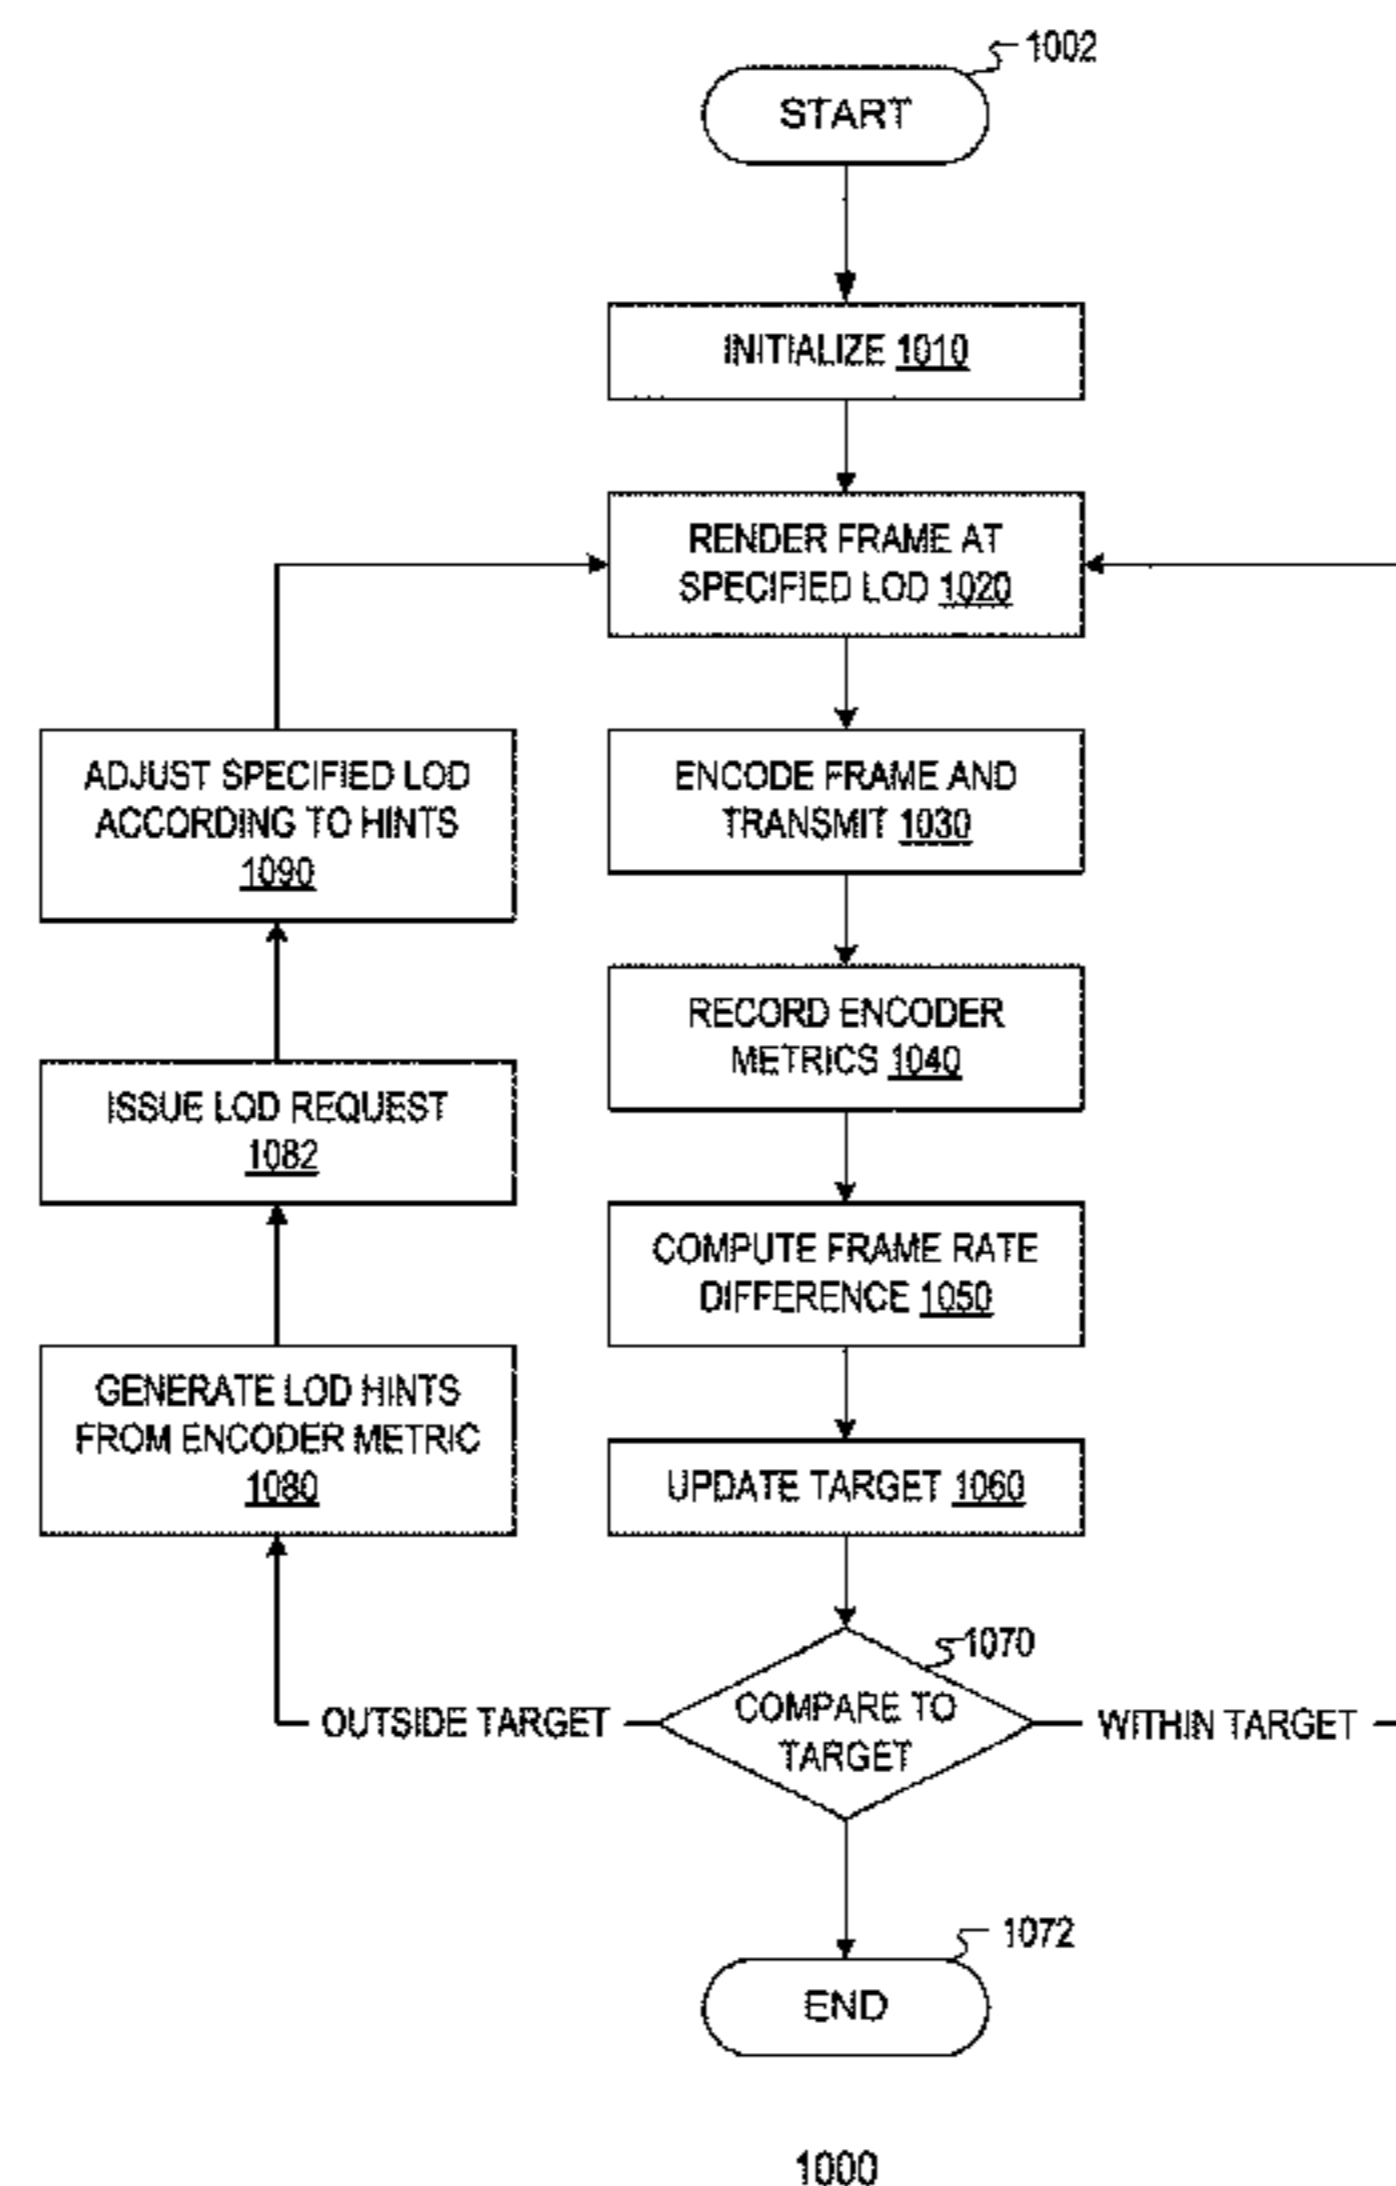 1002
START
INITIALIZE 1010
RENDER FRAME AT
SPECIFIED LOD 1020
ENCODE FRAME AND
TRANSMIT 1030
RECORD ENCODER
METRICS 1040
COMPUTE FRAME RATE
DIFFERENCE 1050
UPDATE TARGET 1060
1070
COMPARE TO
TARGET
WITHIN TARGET
OUTSIDE TARGET
GENERATE LOD HINTS
FROM ENCODER METRIC
1080
ISSUE LOD REQUEST
1082
ADJUST SPECIFIED LOD
ACCORDING TO HINTS
1090
1072
END
1000